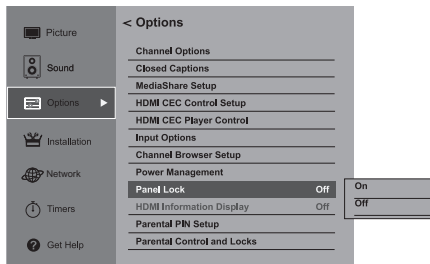 Picture
Sound
Options
Installation
Network
Timers
Get Help
< Options
Channel Options
Closed Captions
MediaShare Setup
HDMI CEC Control Setup
HDMI CEC Player Control
Input Options
Channel Browser Setup
Power Management
Panel Lock Off
HDMI Information Display Off
Parental PIN Setup
Parental Control and Locks
On
Off